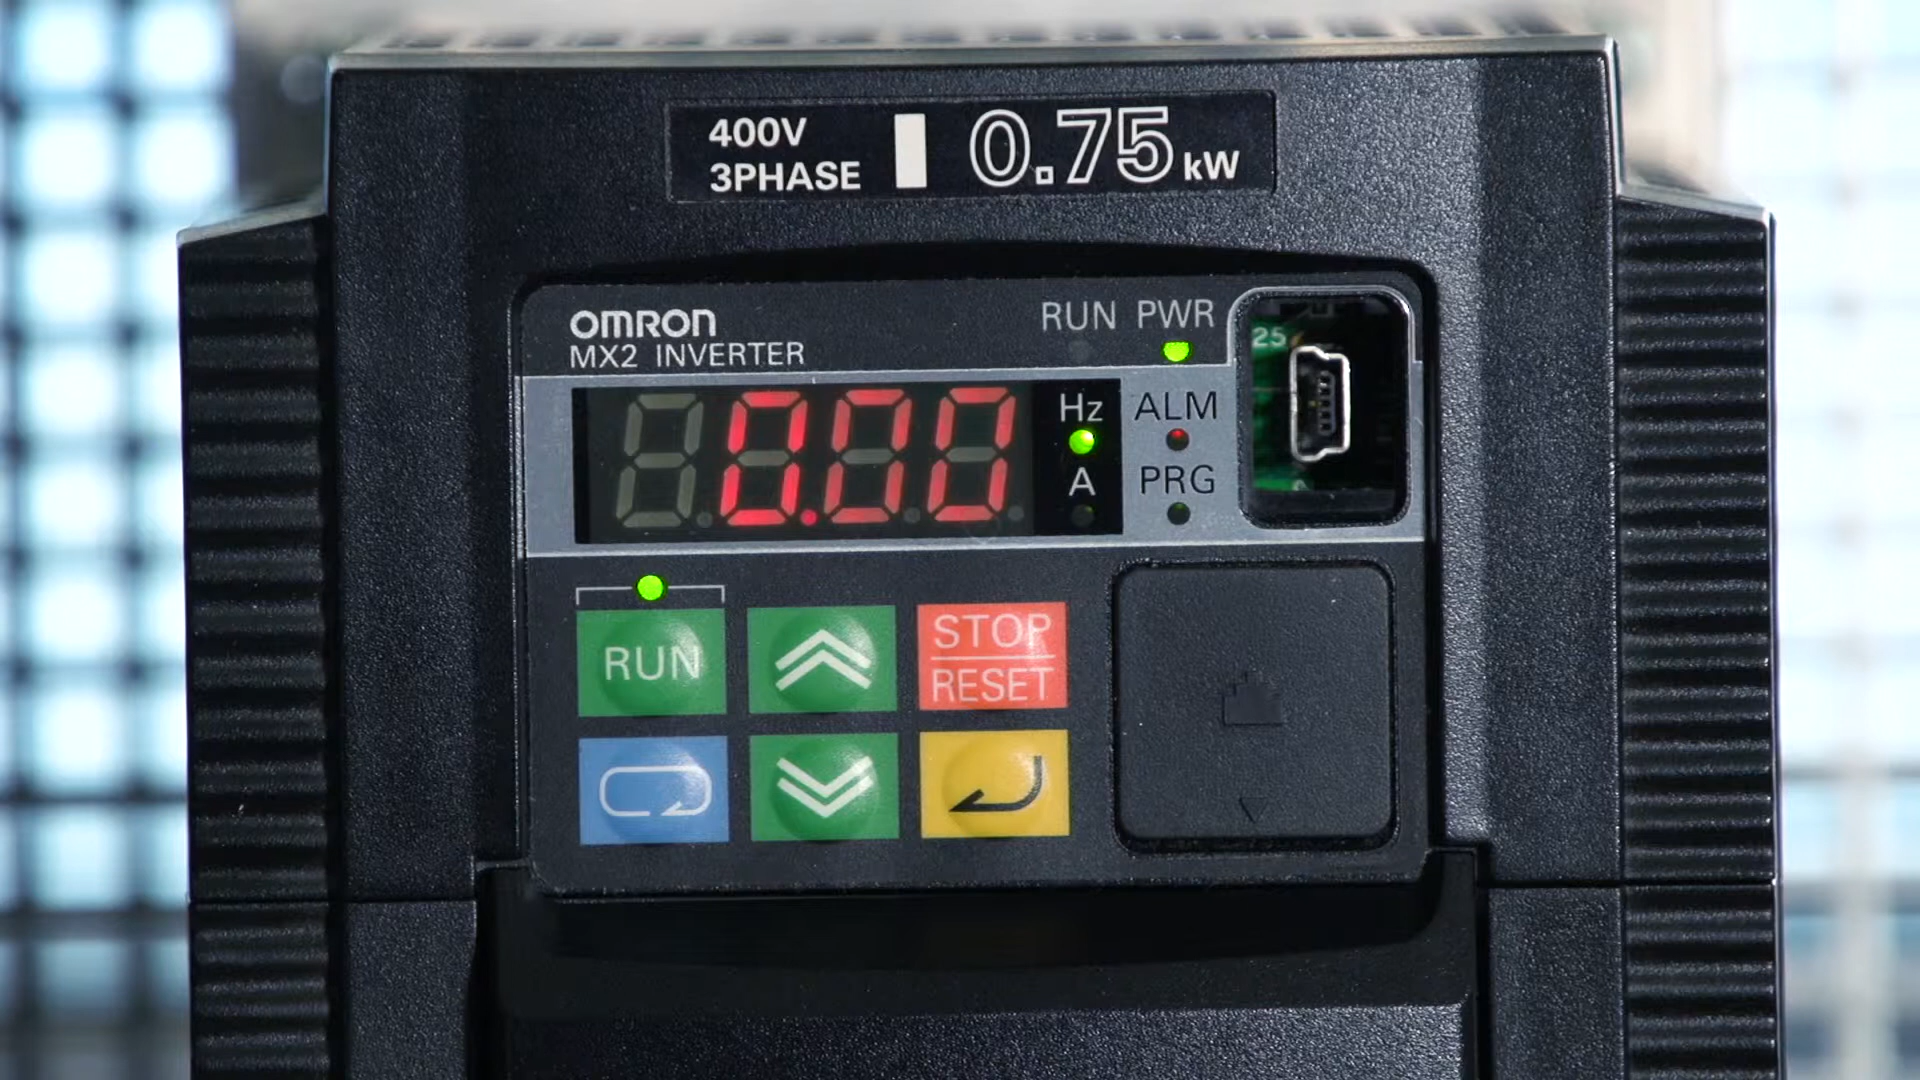 400V
3PHASE
0.75 kW
OMRON
MX2 INVERTER
RUN PWR
25
0.00
Hz
ALM
A
PRG
RUN
STOP
RESET